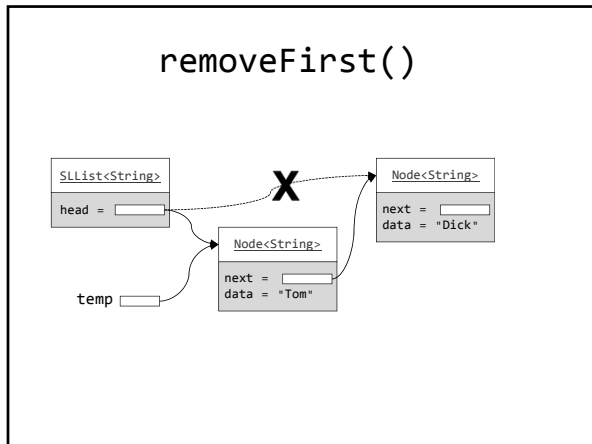 removeFirst()
SLList<String>
head =
X
Node<String>
next =
data = "Dick"
Node<String>
next =
data = "Tom"
temp